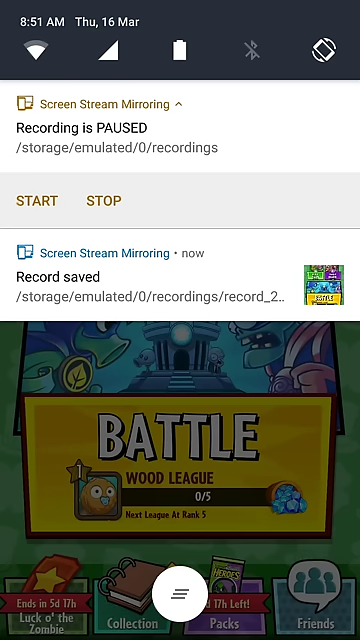 8:51 AM Thu, 16 Mar
Screen Stream Mirroring
Recording is PAUSED
/storage/emulated/0/recordings
START STOP
Screen Stream Mirroring • now
Record saved
/storage/emulated/0/recordings/record_2..
BATTLE
1
WOOD LEAGUE
0/5
Next League At Rank 5
HEROES
Ends in 5d 17h
17h Left!
Luck o' the
Zombie
Collection
Packs
Friends